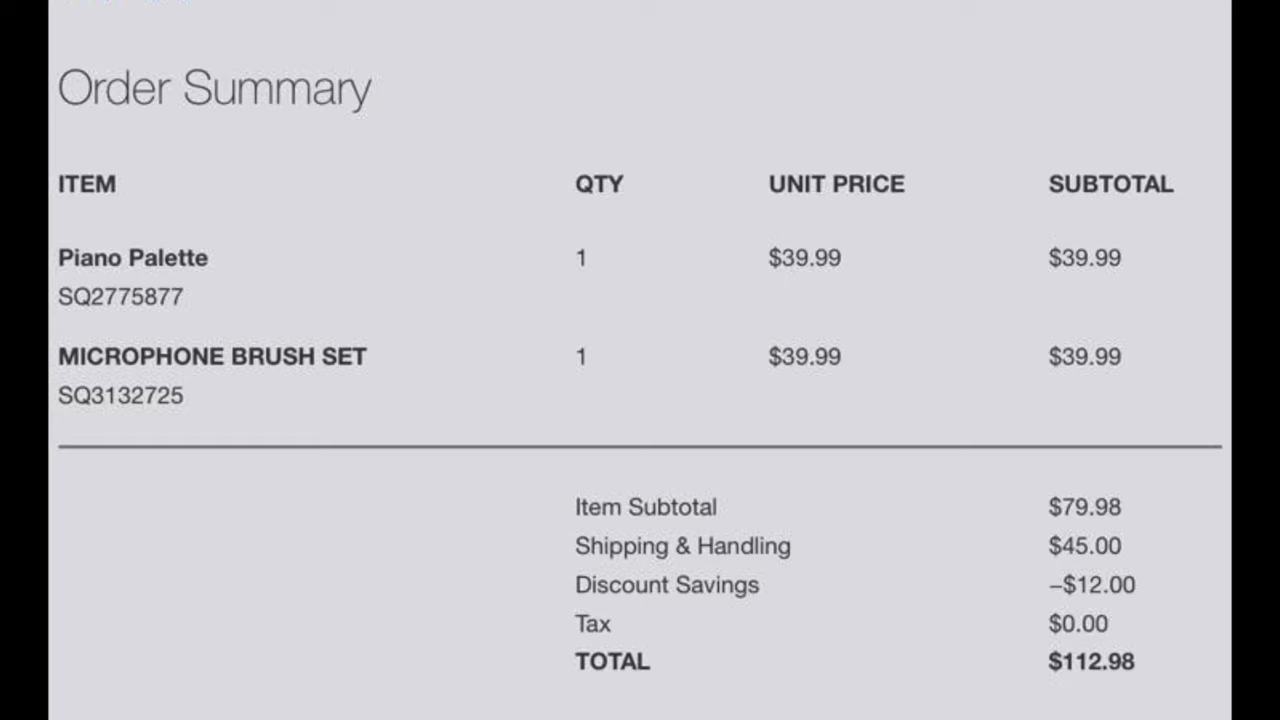 Order Summary
ITEM QTY UNIT PRICE SUBTOTAL
Piano Palette 1 $39.99 $39.99
SQ2775877
MICROPHONE BRUSH SET 1 $39.99 $39.99
SQ3132725
Item Subtotal $79.98
Shipping & Handling $45.00
Discount Savings –$12.00
Tax $0.00
TOTAL $112.98